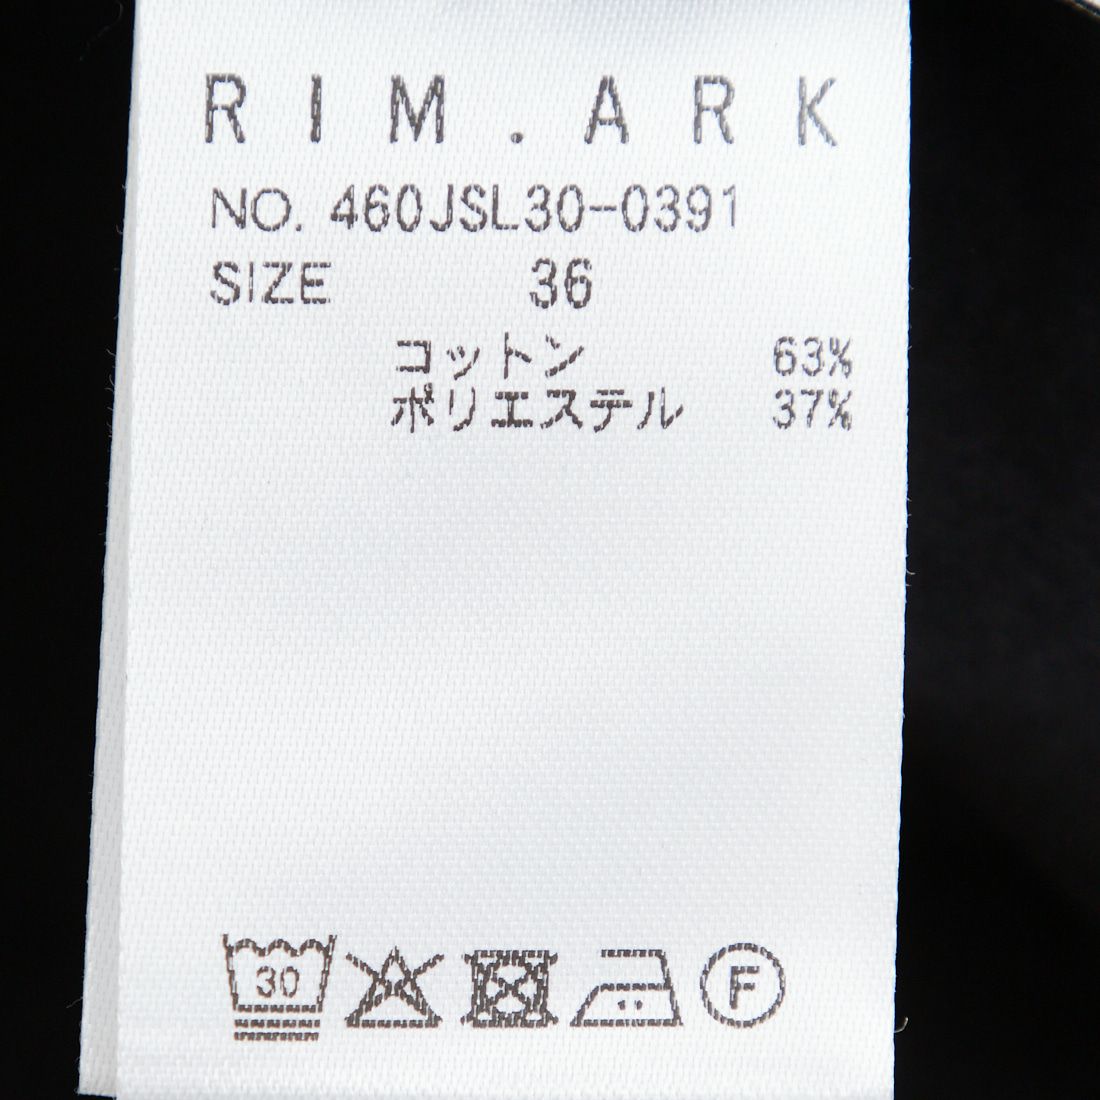 RIM.ARK
NO. 460JSL30-0391
SIZE 36
コットン 63%
ポリエステル 37%
30
F